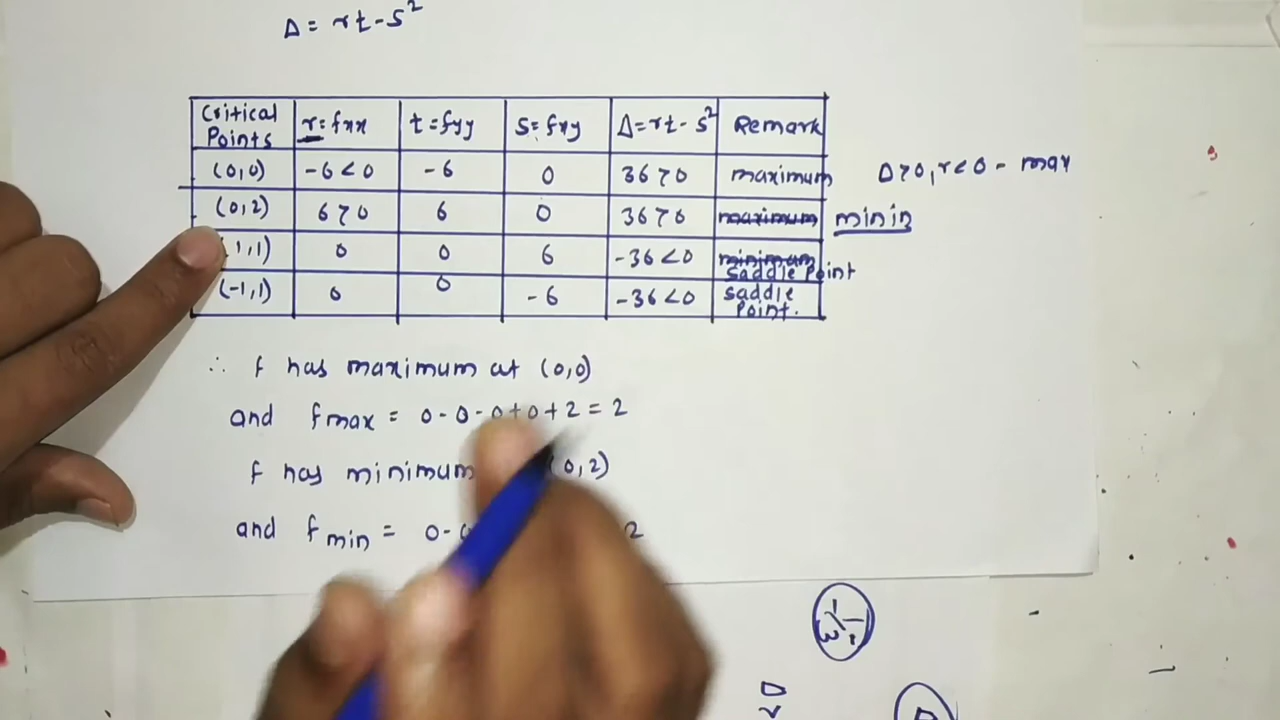 Δ = rt - s²
Critical Points | r = fxx | t = fyy | s = fxy | Δ = rt - s² | Remark
(0,0) | -6 < 0 | -6 | 0 | 36 > 0 | maximum Δ > 0, r < 0 - max
(0,2) | 6 > 0 | 6 | 0 | 36 > 0 | maximum minim
(1,1) | 0 | 0 | 6 | -36 < 0 | minimum saddle point
(-1,1) | 0 | 0 | -6 | -36 < 0 | saddle point.
∴ f has maximum at (0,0)
and fmax = 0 - 0 - 0 + 0 + 2 = 2
f has minimum (0,2)
and fmin = 0 - 2